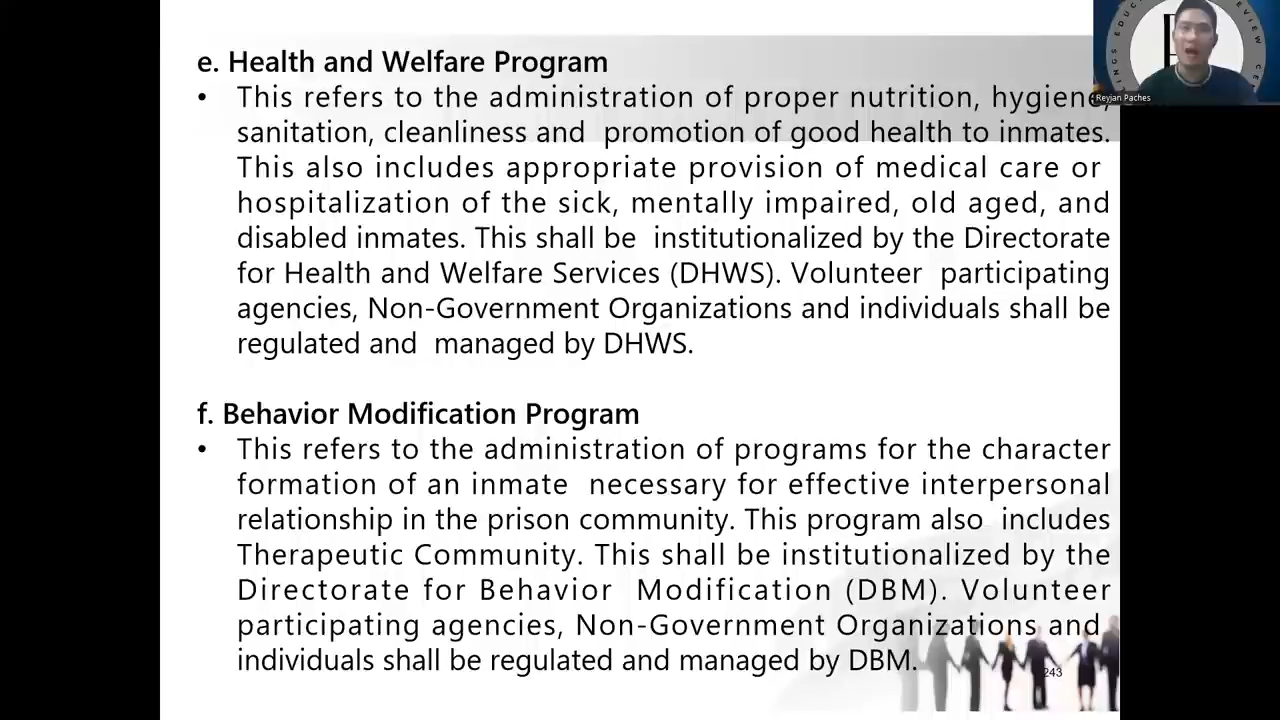 e. Health and Welfare Program
• This refers to the administration of proper nutrition, hygiene,
sanitation, cleanliness and promotion of good health to inmates.
This also includes appropriate provision of medical care or
hospitalization of the sick, mentally impaired, old aged, and
disabled inmates. This shall be institutionalized by the Directorate
for Health and Welfare Services (DHWS). Volunteer participating
agencies, Non-Government Organizations and individuals shall be
regulated and managed by DHWS.
f. Behavior Modification Program
• This refers to the administration of programs for the character
formation of an inmate necessary for effective interpersonal
relationship in the prison community. This program also includes
Therapeutic Community. This shall be institutionalized by the
Directorate for Behavior Modification (DBM). Volunteer
participating agencies, Non-Government Organizations and
individuals shall be regulated and managed by DBM.
243
Reyjan Paches